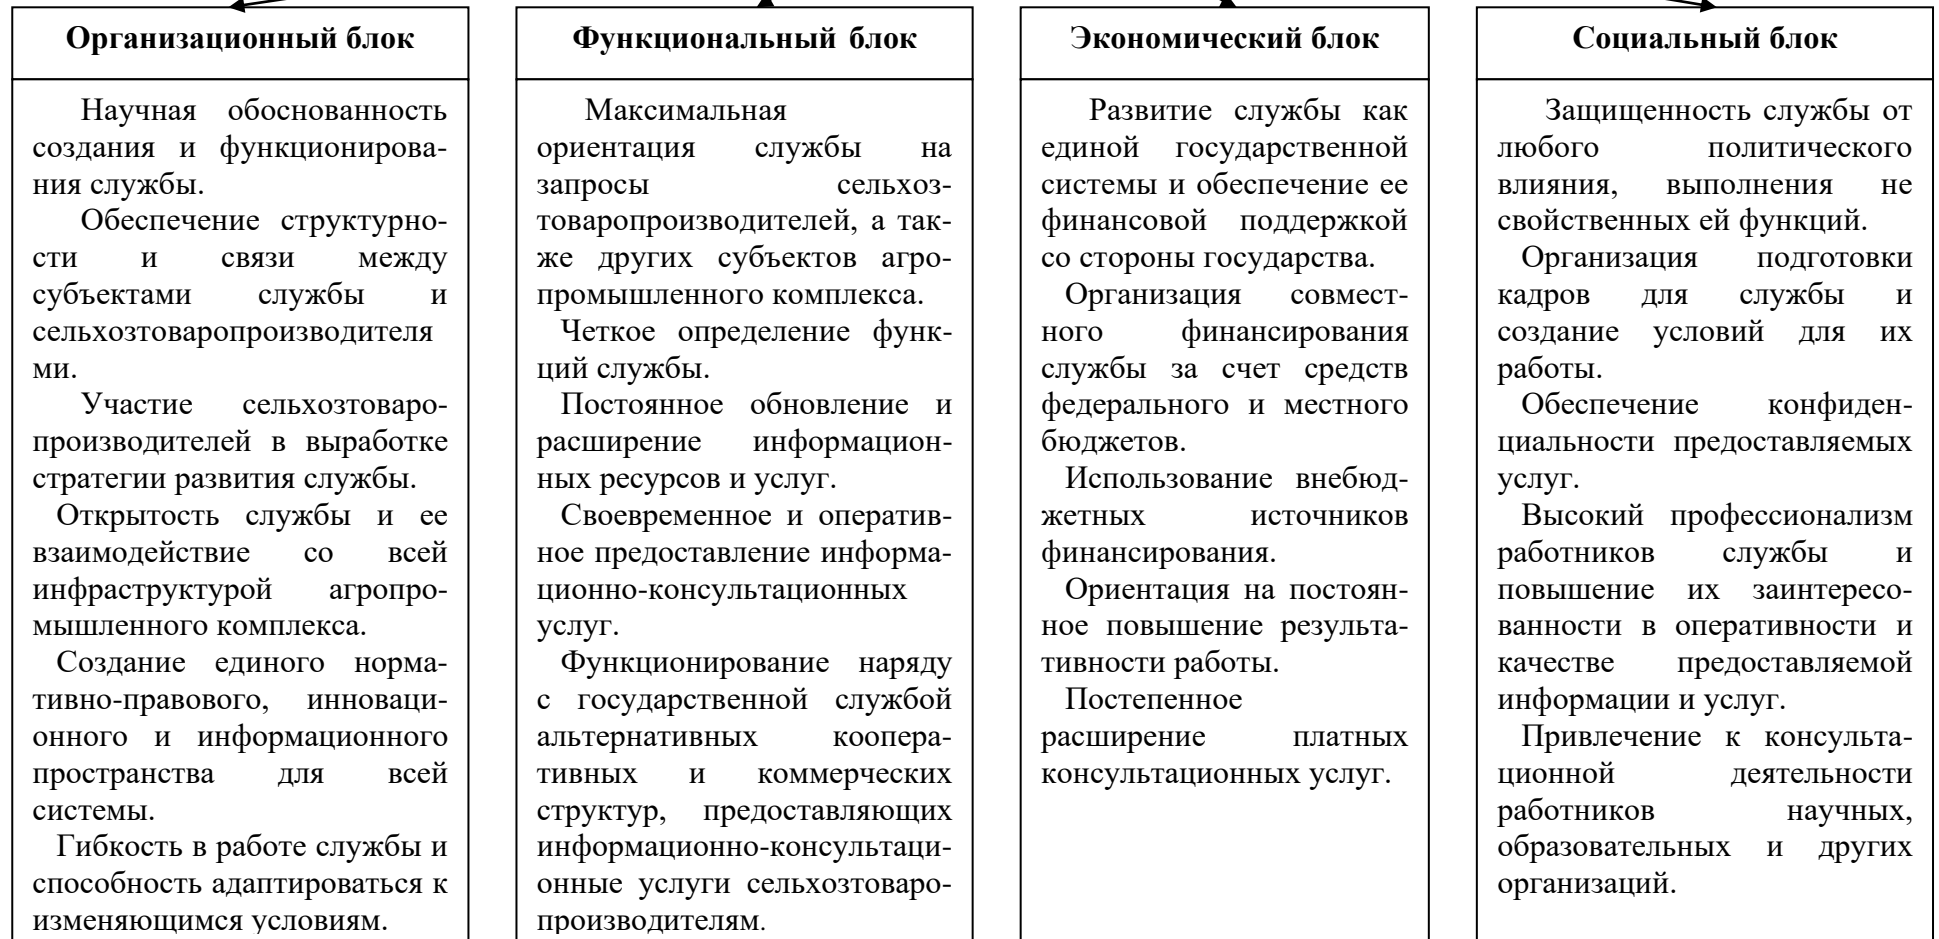 Организационный блок
Научная обоснованность
создания и функционирова-
ния службы.
Обеспечение структурно-
сти и связи между
субъектами службы и
сельхозтоваропроизводителя
ми.
Участие сельхозтоваро-
производителей в выработке
стратегии развития службы.
Открытость службы и ее
взаимодействие со всей
инфраструктурой агропро-
мышленного комплекса.
Создание единого норма-
тивно-правового, инноваци-
онного и информационного
пространства для всей
системы.
Гибкость в работе службы и
способность адаптироваться к
изменяющимся условиям.
Функциональный блок
Максимальная
ориентация службы на
запросы сельхоз-
товаропроизводителей, а так-
же других субъектов агро-
промышленного комплекса.
Четкое определение функ-
ций службы.
Постоянное обновление и
расширение информацион-
ных ресурсов и услуг.
Своевременное и оператив-
ное предоставление информа-
ционно-консультационных
услуг.
Функционирование наряду
с государственной службой
альтернативных коопера-
тивных и коммерческих
структур, предоставляющих
информационно-консультаци-
онные услуги сельхозтоваро-
производителям.
Экономический блок
Развитие службы как
единой государственной
системы и обеспечение ее
финансовой поддержкой
со стороны государства.
Организация совмест-
ного финансирования
службы за счет средств
федерального и местного
бюджетов.
Использование внебюд-
жетных источников
финансирования.
Ориентация на постоян-
ное повышение результа-
тивности работы.
Постепенное
расширение платных
консультационных услуг.
Социальный блок
Защищенность службы от
любого политического
влияния, выполнения не
свойственных ей функций.
Организация подготовки
кадров для службы и
создание условий для их
работы.
Обеспечение конфиден-
циальности предоставляемых
услуг.
Высокий профессионализм
работников службы и
повышение их заинтересо-
ванности в оперативности и
качестве предоставляемой
информации и услуг.
Привлечение к консульта-
ционной деятельности
работников научных,
образовательных и других
организаций.